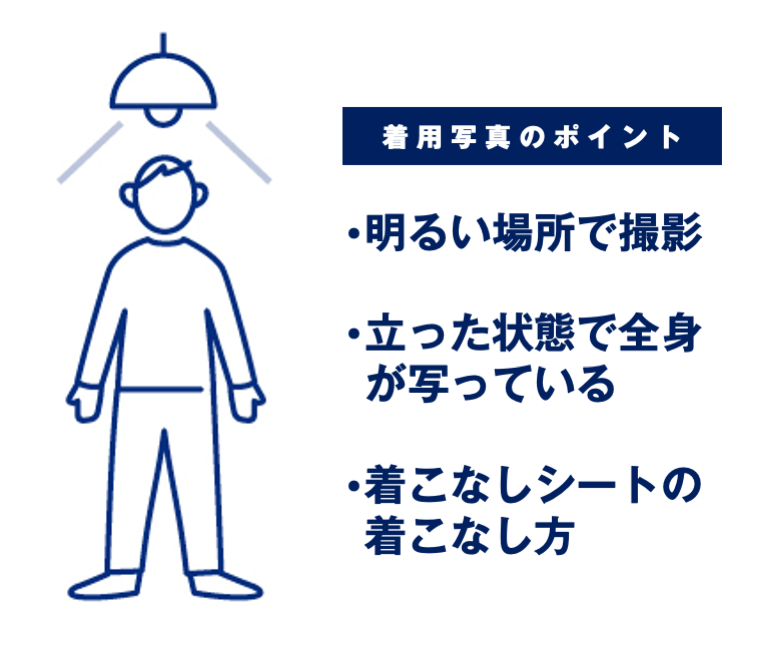 着用写真のポイント
・明るい場所で撮影
・立った状態で全身
が写っている
・着こなしシートの
着こなし方